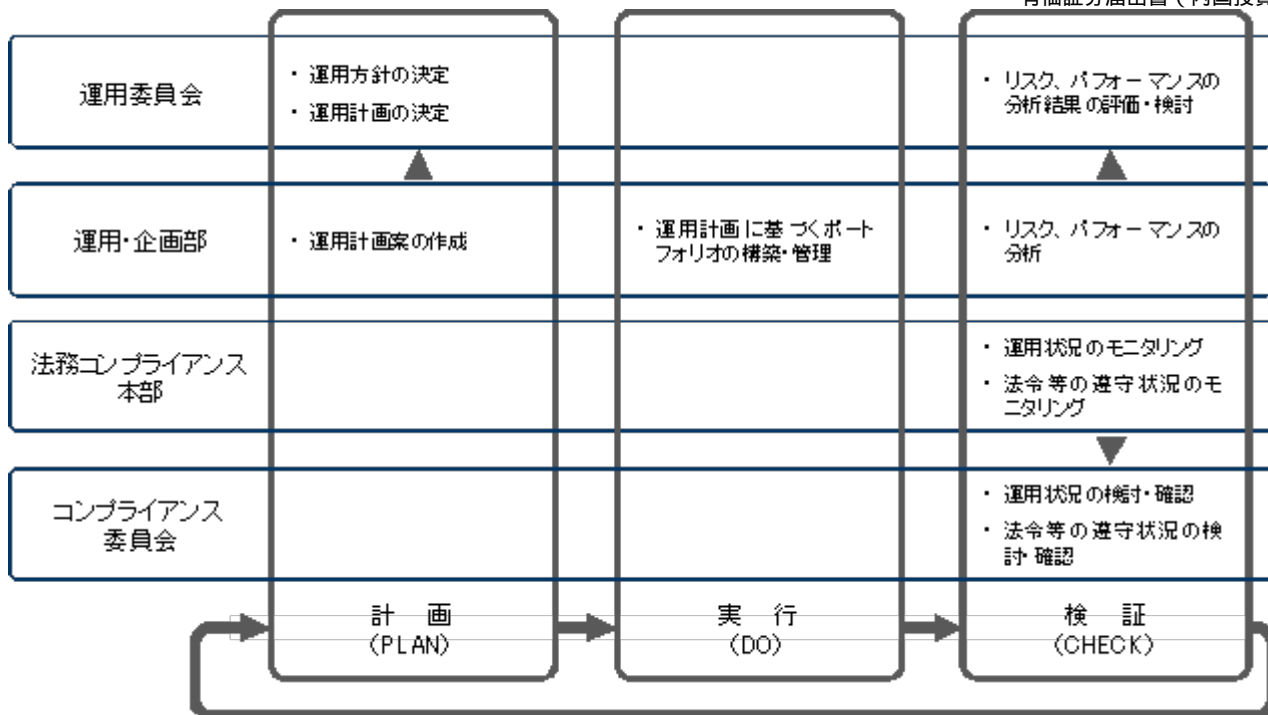 運用委員会
・ 運用方針の決定
・ 運用計画の決定
・ リスク、パフォーマンスの
分析結果の評価・検討
運用・企画部
・ 運用計画案の作成
・ 運用計画に基づくポート
フォリオの構築・管理
・ リスク、パフォーマンスの
分析
法務コンプライアンス
本部
・ 運用状況のモニタリング
・ 法令等の遵守状況のモ
ニタリング
コンプライアンス
委員会
・ 運用状況の検討・確認
・ 法令等の遵守状況の検
討・確認
計 画
(PLAN)
実 行
(DO)
検 証
(CHECK)